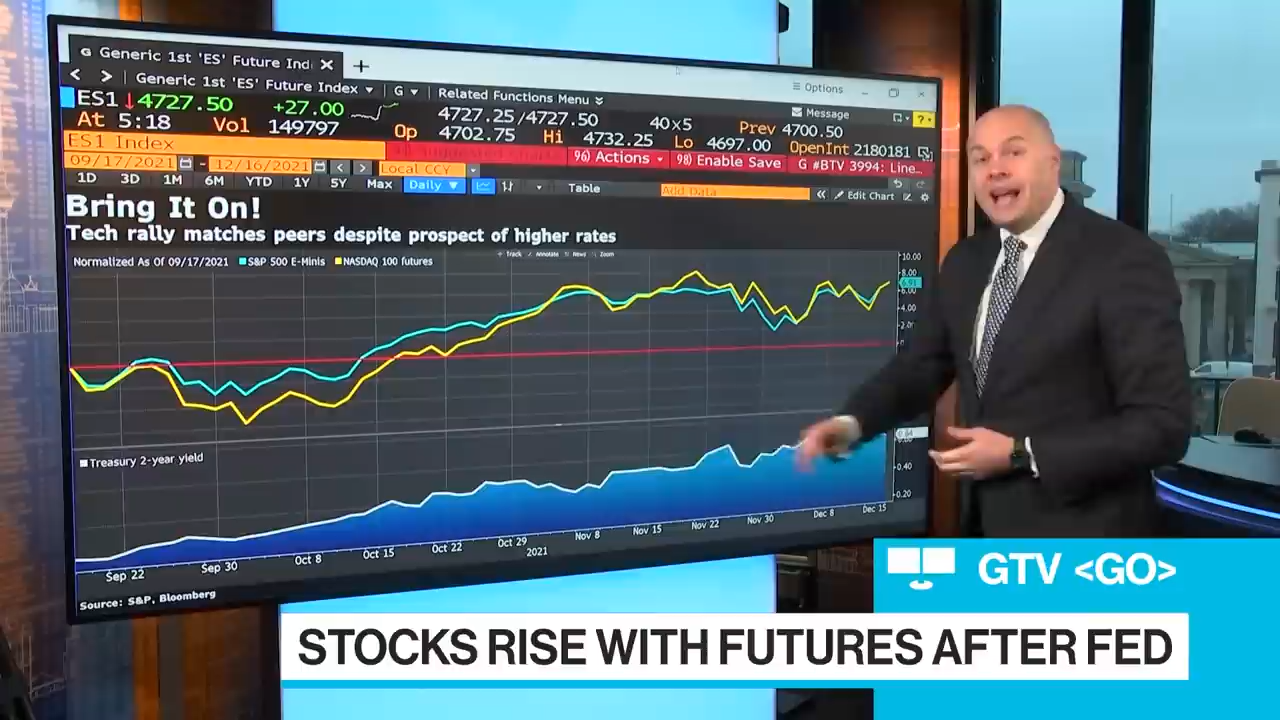 G Generic 1st 'ES' Future Ind X +
< > Generic 1st 'ES' Future Index G Related Functions Menu
Options
ES1 ↓4727.50 +27.00 4727.25/4727.50 40x5 Prev 4700.50
Message
At 5:18 Vol 149797 Op 4702.75 Hi 4732.25 Lo 4697.00 OpenInt 2180181
ES1 Index
96) Actions 98) Enable Save G #BTV 3994: Line...
09/17/2021 - 12/16/2021 Local CCY
1D 3D 1M 6M YTD 1Y 5Y Max Daily Table Add Data « Edit Chart
Bring It On!
Tech rally matches peers despite prospect of higher rates
Normalized As Of 09/17/2021 S&P 500 E-Minis NASDAQ 100 futures
Track Annotate News Zoom
10.00
8.00
6.00
4.00
2.00
0
Treasury 2-year yield
0.40
0.20
Sep 22 Sep 30 Oct 8 Oct 15 Oct 22 Oct 29 Nov 8 Nov 15 Nov 22 Nov 30 Dec 8 Dec 15
2021
Source: S&P, Bloomberg
GTV <GO>
STOCKS RISE WITH FUTURES AFTER FED